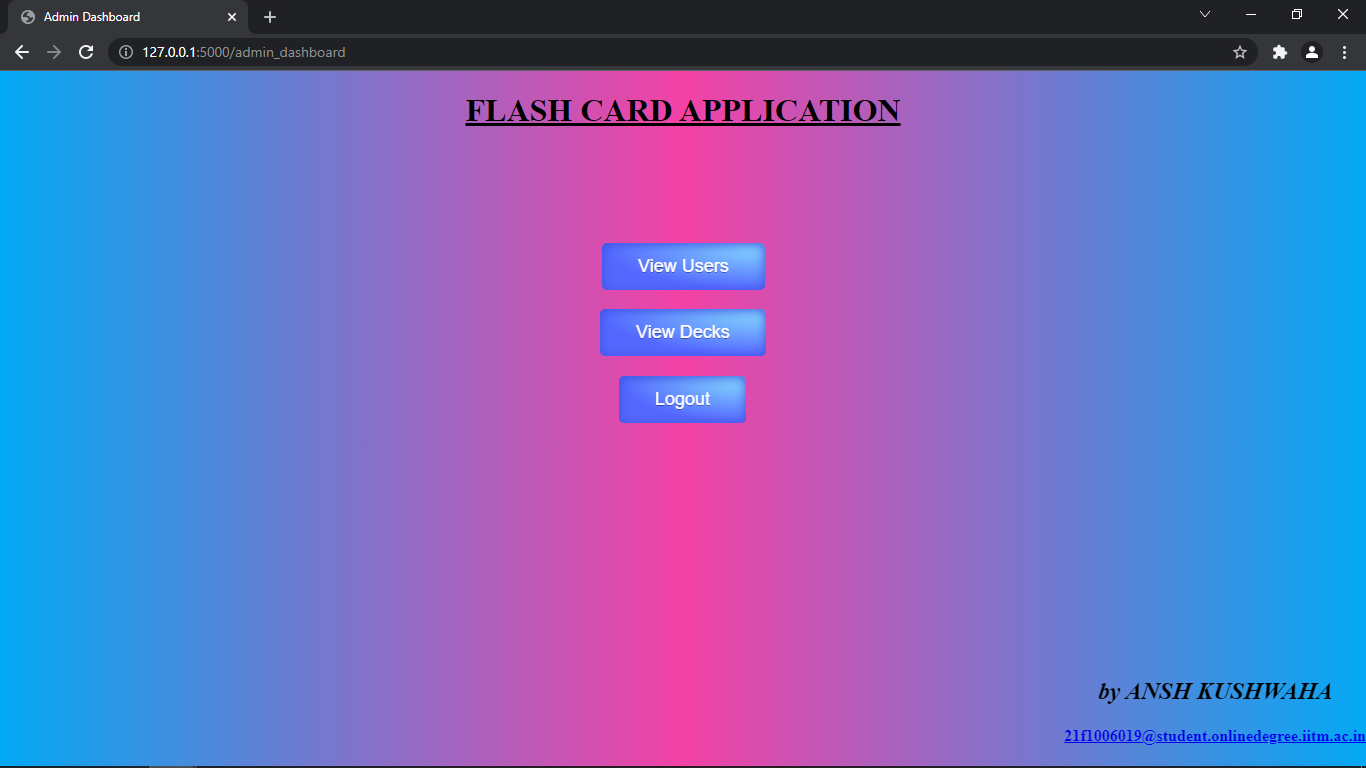 Admin Dashboard
127.0.0.1:5000/admin_dashboard
FLASH CARD APPLICATION
View Users
View Decks
Logout
by ANSH KUSHWAHA
21f1006019@student.onlinedegree.iitm.ac.in